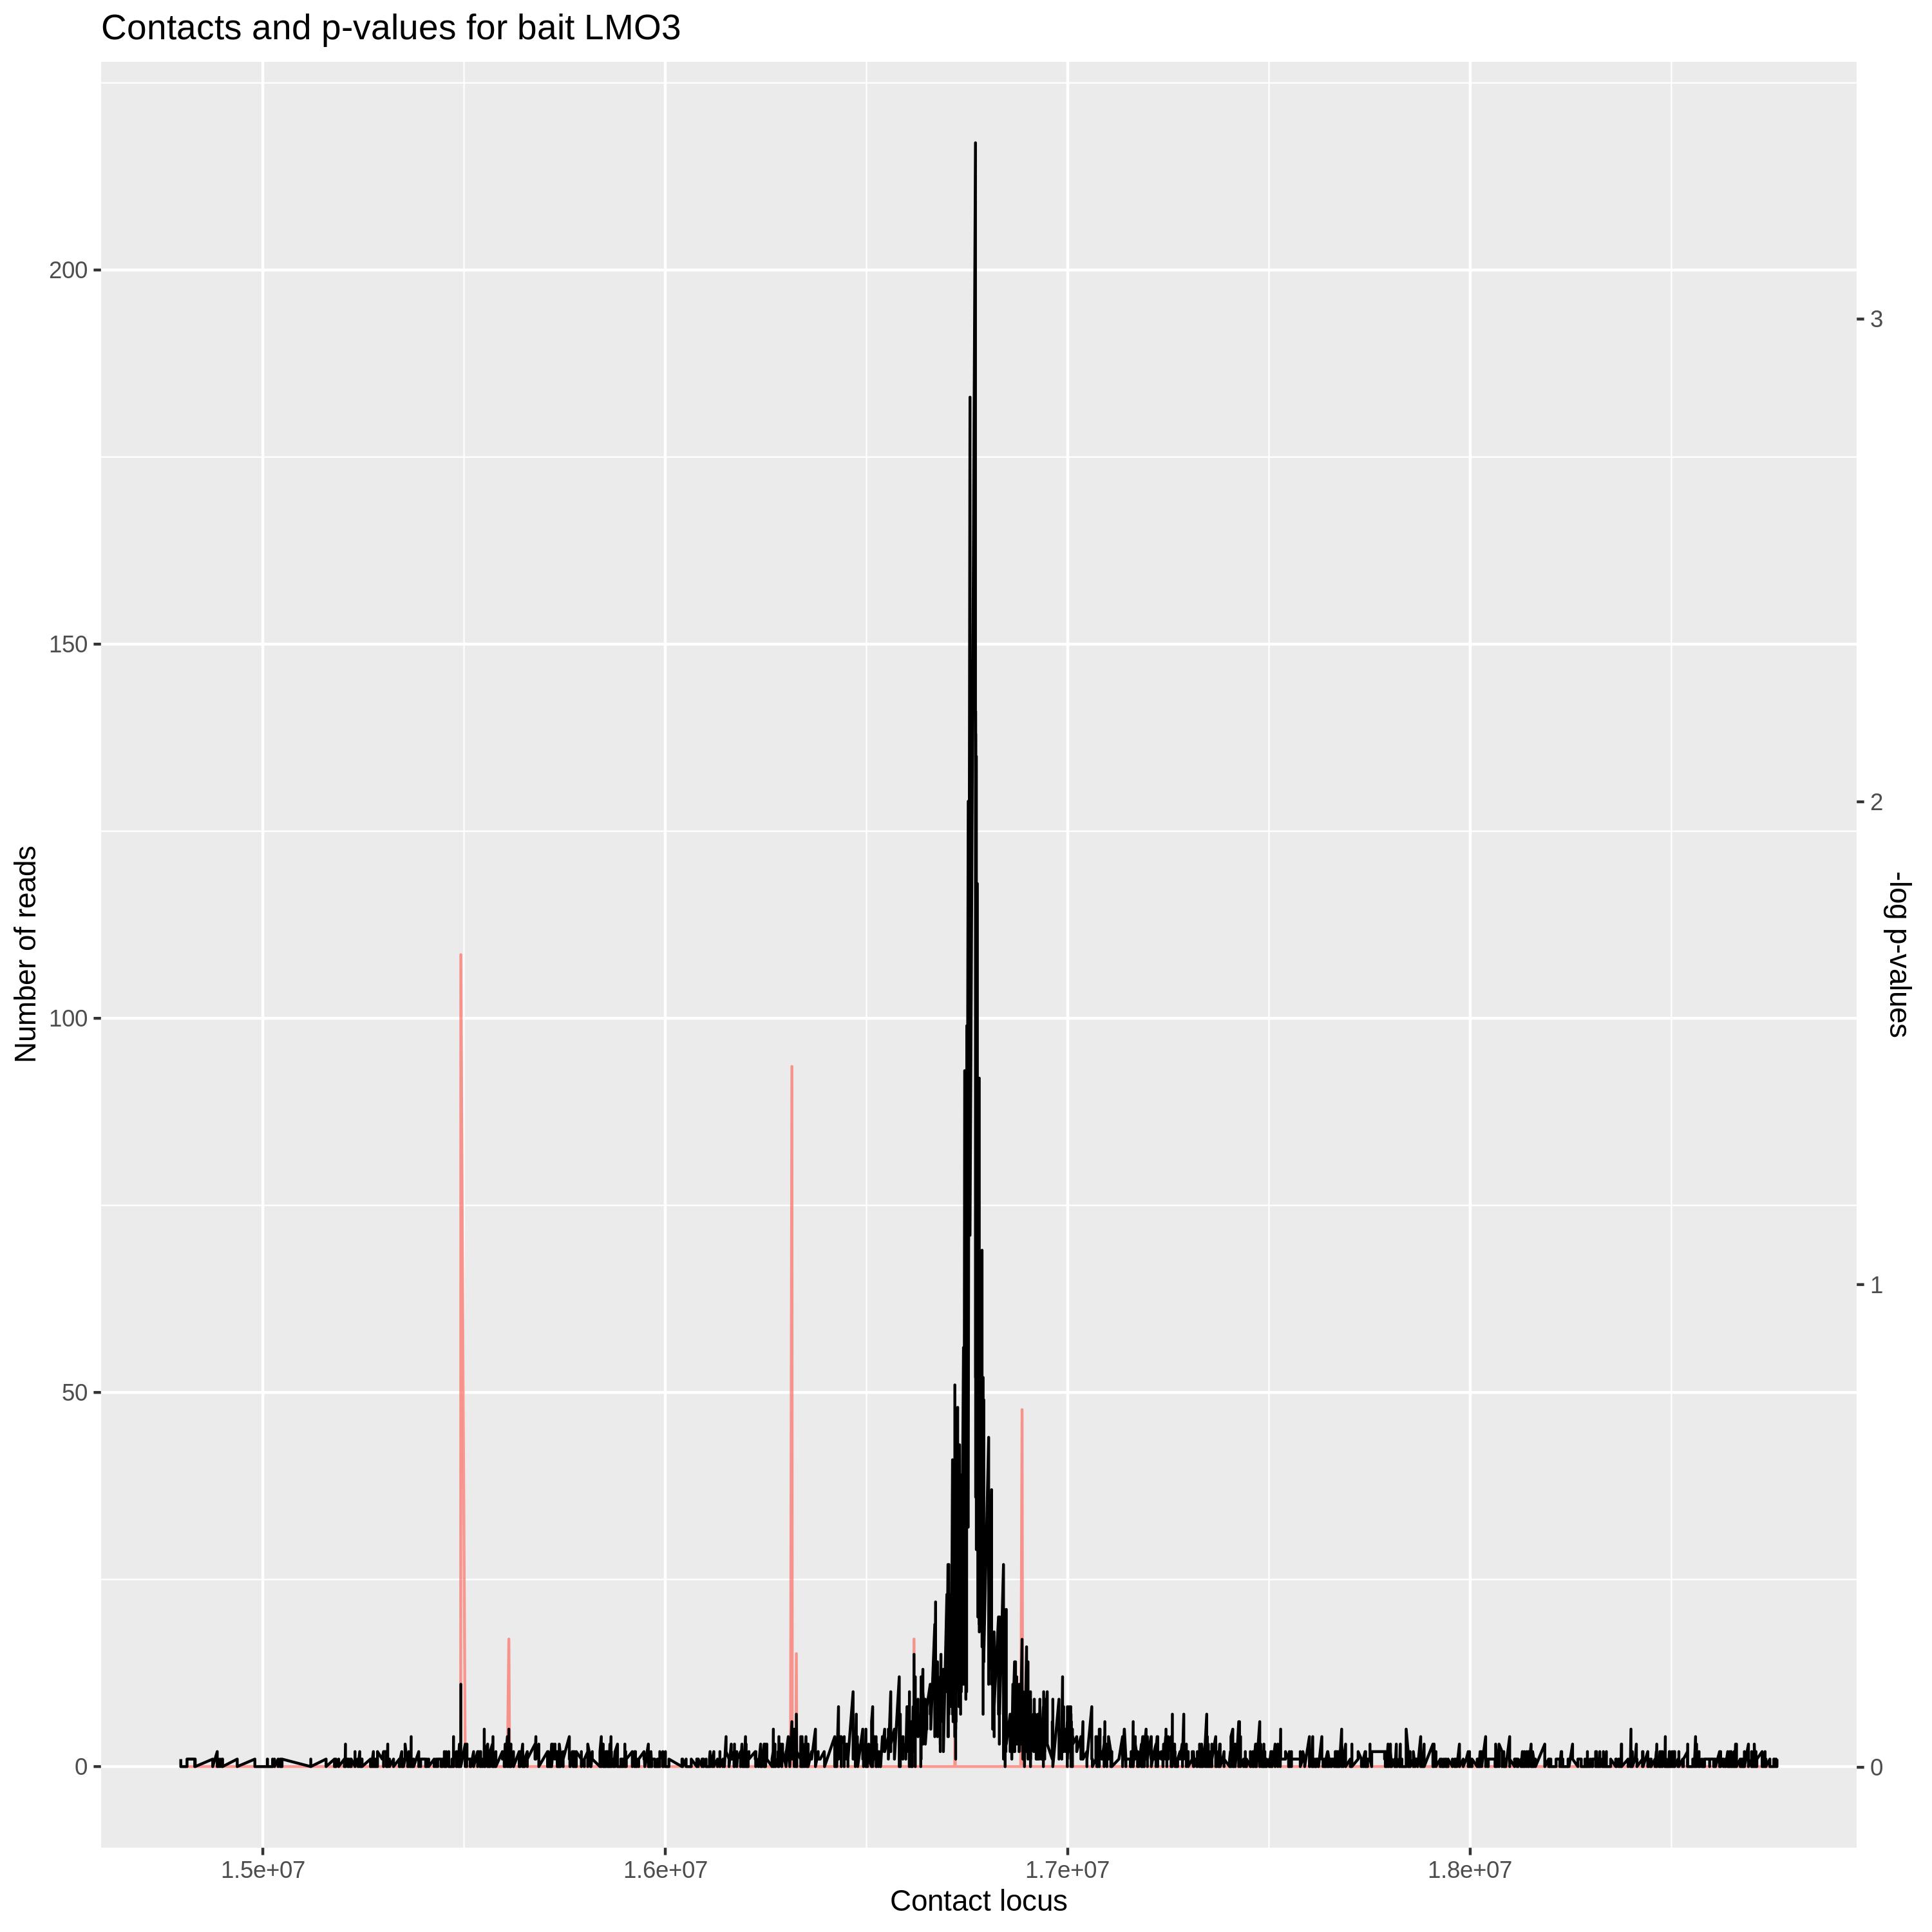 Contacts and p-values for bait LMO3
200
150
100
50
0
Number of reads
3
2
1
0
-log p-values
1.5e+07
1.6e+07
1.7e+07
1.8e+07
Contact locus